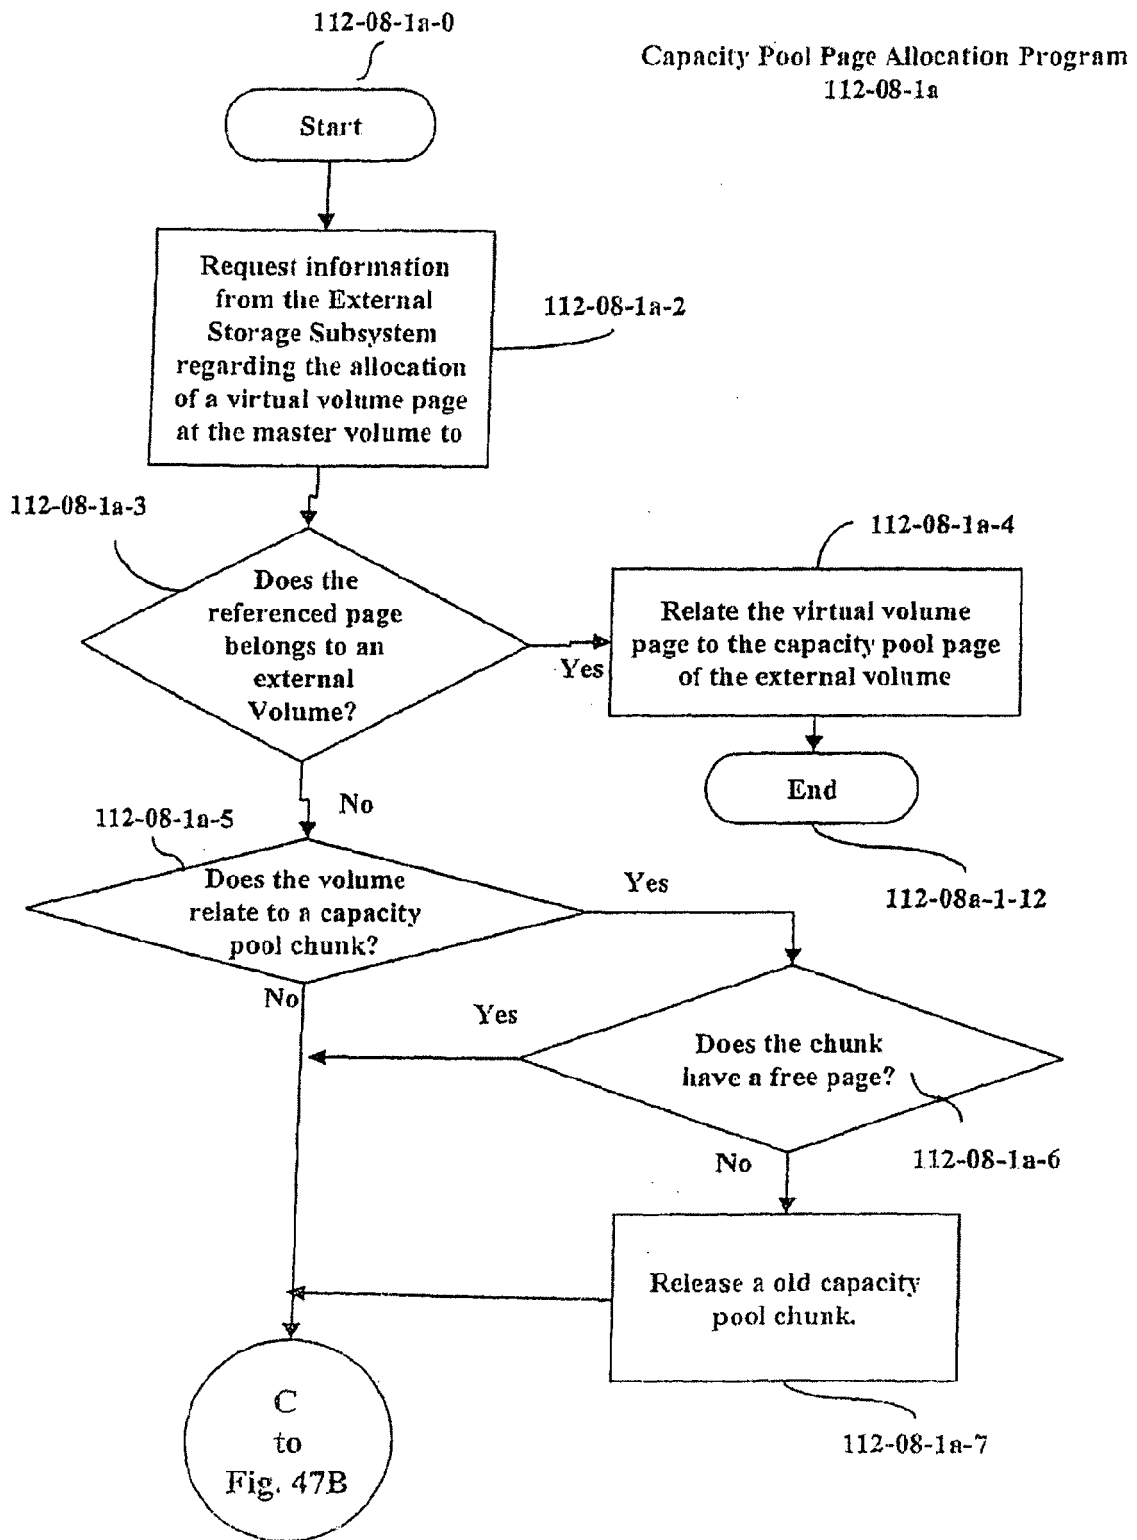 112-08-1a-0
Capacity Pool Page Allocation Program
112-08-1a
Start
Request information
from the External
Storage Subsystem
regarding the allocation
of a virtual volume page
at the master volume to
112-08-1a-2
112-08-1a-3
Does the
referenced page
belongs to an
external
Volume?
Yes
112-08-1a-4
Relate the virtual volume
page to the capacity pool page
of the external volume
End
112-08a-1-12
No
112-08-1a-5
Does the volume
relate to a capacity
pool chunk?
Yes
No
Yes
Does the chunk
have a free page?
112-08-1a-6
No
Release a old capacity
pool chunk.
112-08-1a-7
C
to
Fig. 47B